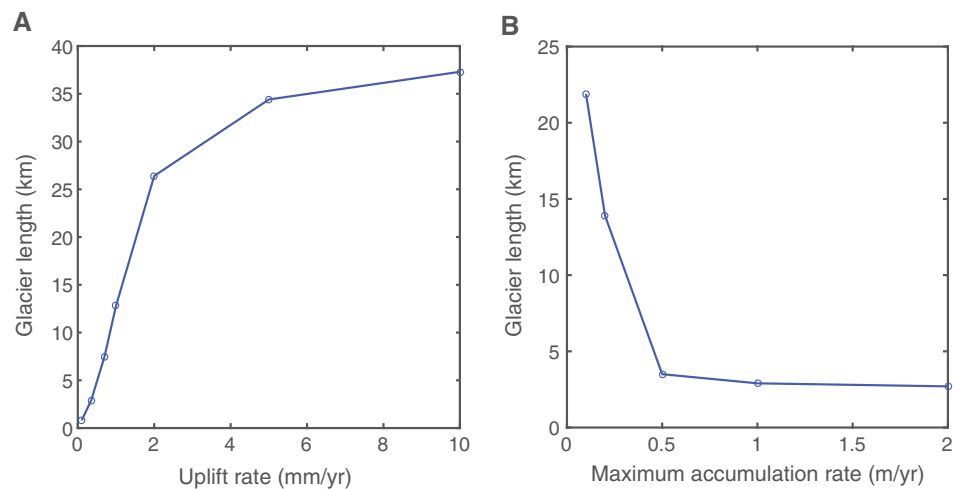 A
40
35
30
25
20
15
10
5
0
Glacier length (km)
0 2 4 6 8 10
Uplift rate (mm/yr)
B
25
20
15
10
5
0
Glacier length (km)
0 0.5 1 1.5 2
Maximum accumulation rate (m/yr)